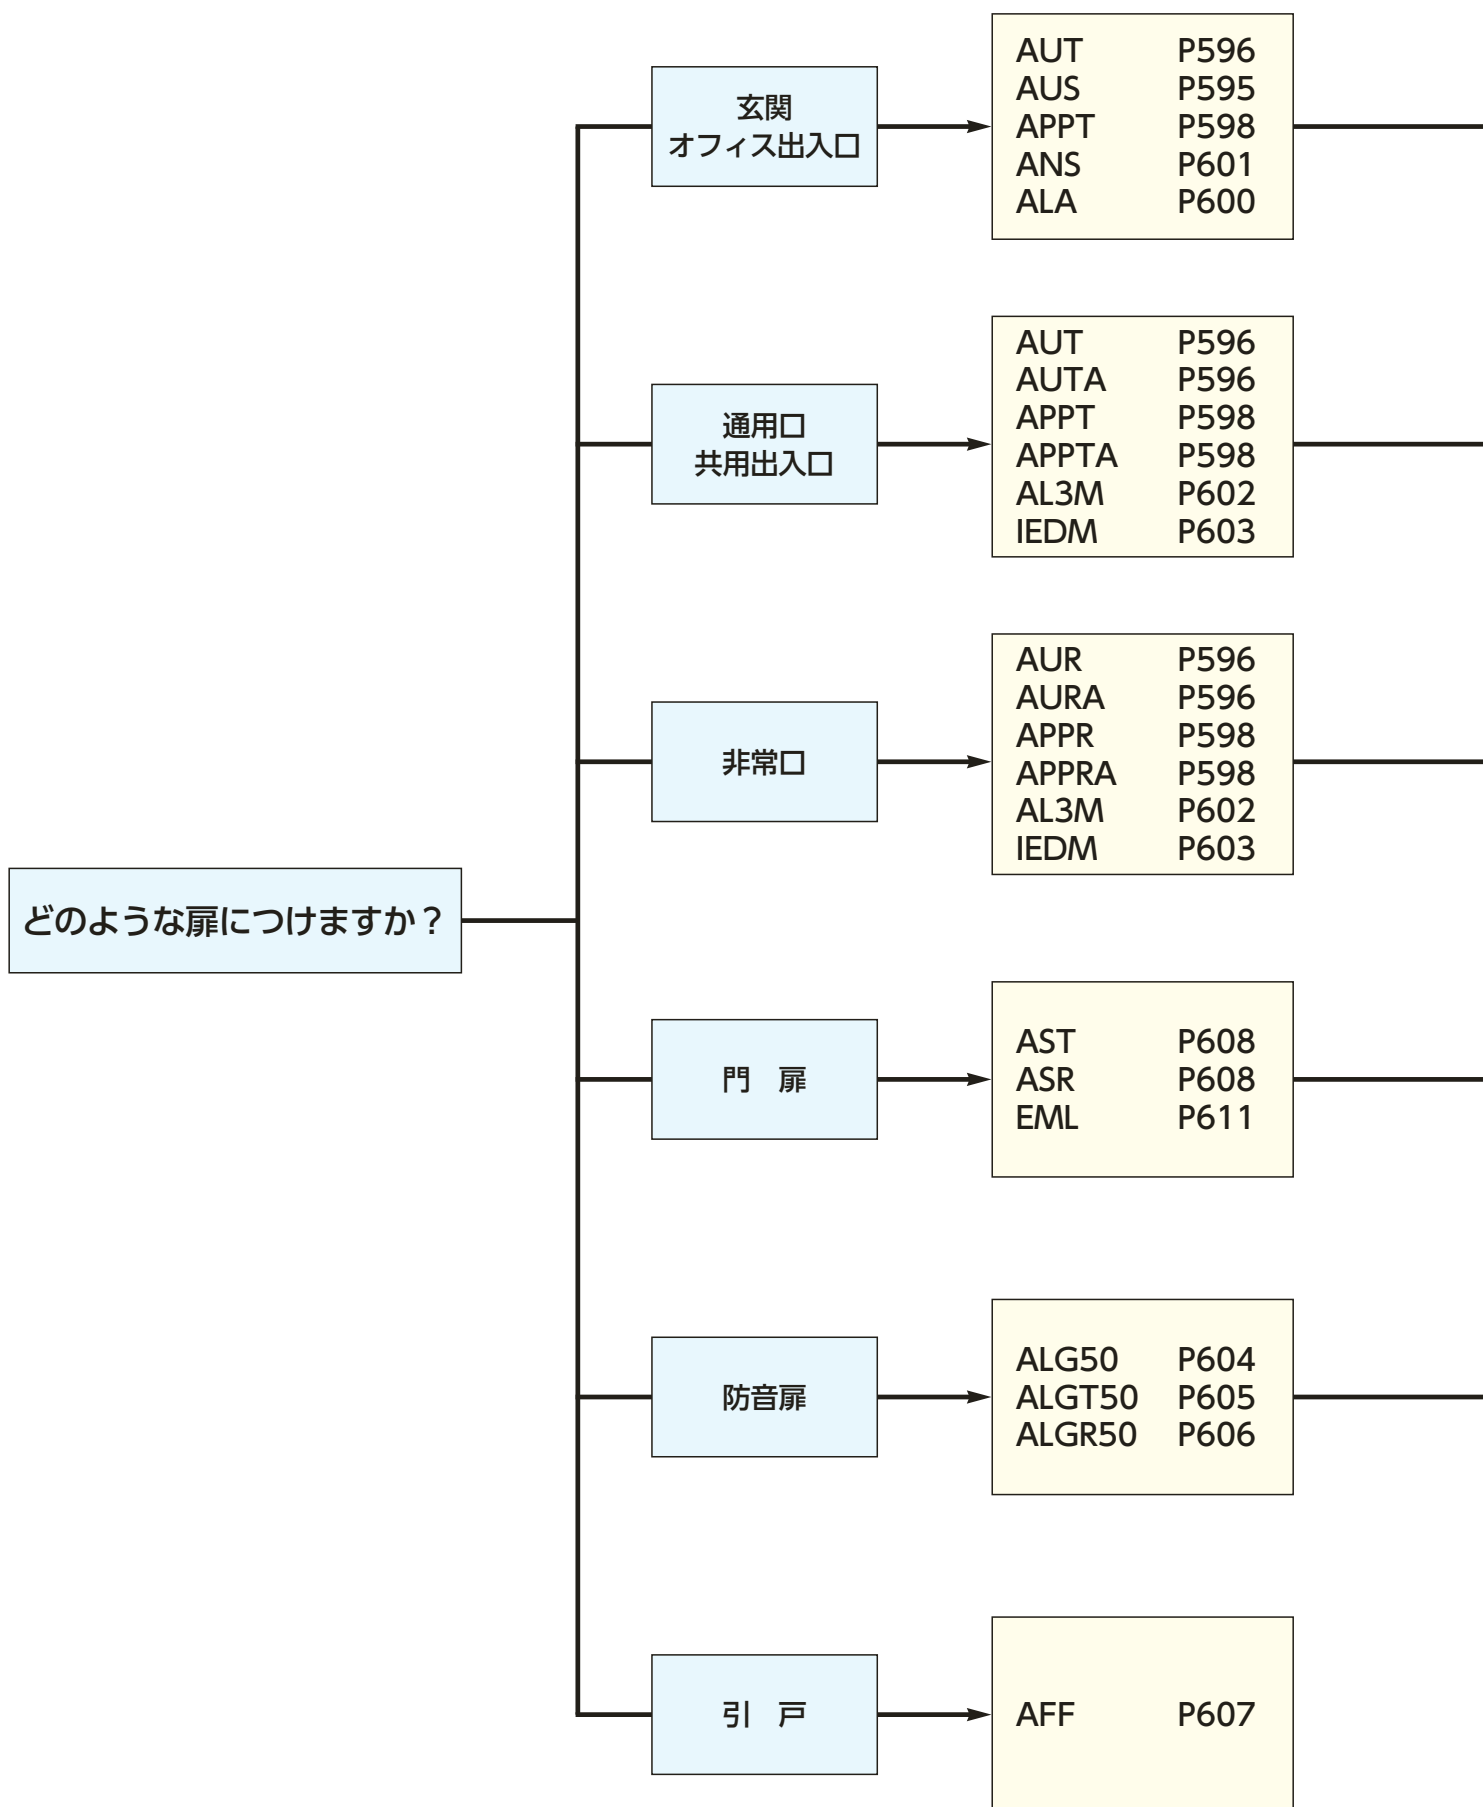 どのような扉につけますか？
玄関
オフィス出入口
AUT P596
AUS P595
APPT P598
ANS P601
ALA P600
通用口
共用出入口
AUT P596
AUTA P596
APPT P598
APPTA P598
AL3M P602
IEDM P603
非常口
AUR P596
AURA P596
APPR P598
APPRA P598
AL3M P602
IEDM P603
門　扉
AST P608
ASR P608
EML P611
防音扉
ALG50 P604
ALGT50 P605
ALGR50 P606
引　戸
AFF P607